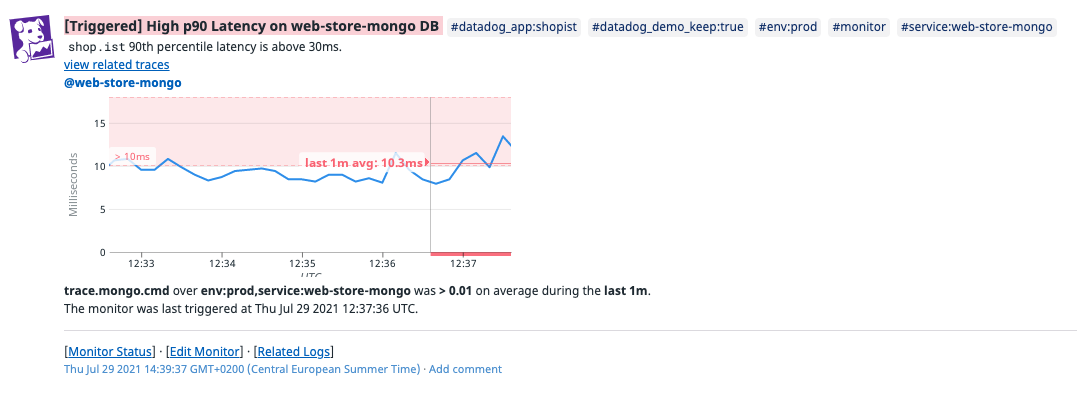 [Triggered] High p90 Latency on web-store-mongo DB #datadog_app:shopist #datadog_demo_keep:true #env:prod #monitor #service:web-store-mongo
shop.ist 90th percentile latency is above 30ms.
view related traces
@web-store-mongo
15
> 10ms
last 1m avg: 10.3ms
10
Milliseconds
5
0
12:33 12:34 12:35 12:36 12:37
UTC
trace.mongo.cmd over env:prod,service:web-store-mongo was > 0.01 on average during the last 1m.
The monitor was last triggered at Thu Jul 29 2021 12:37:36 UTC.
[Monitor Status] · [Edit Monitor] · [Related Logs]
Thu Jul 29 2021 14:39:37 GMT+0200 (Central European Summer Time) · Add comment